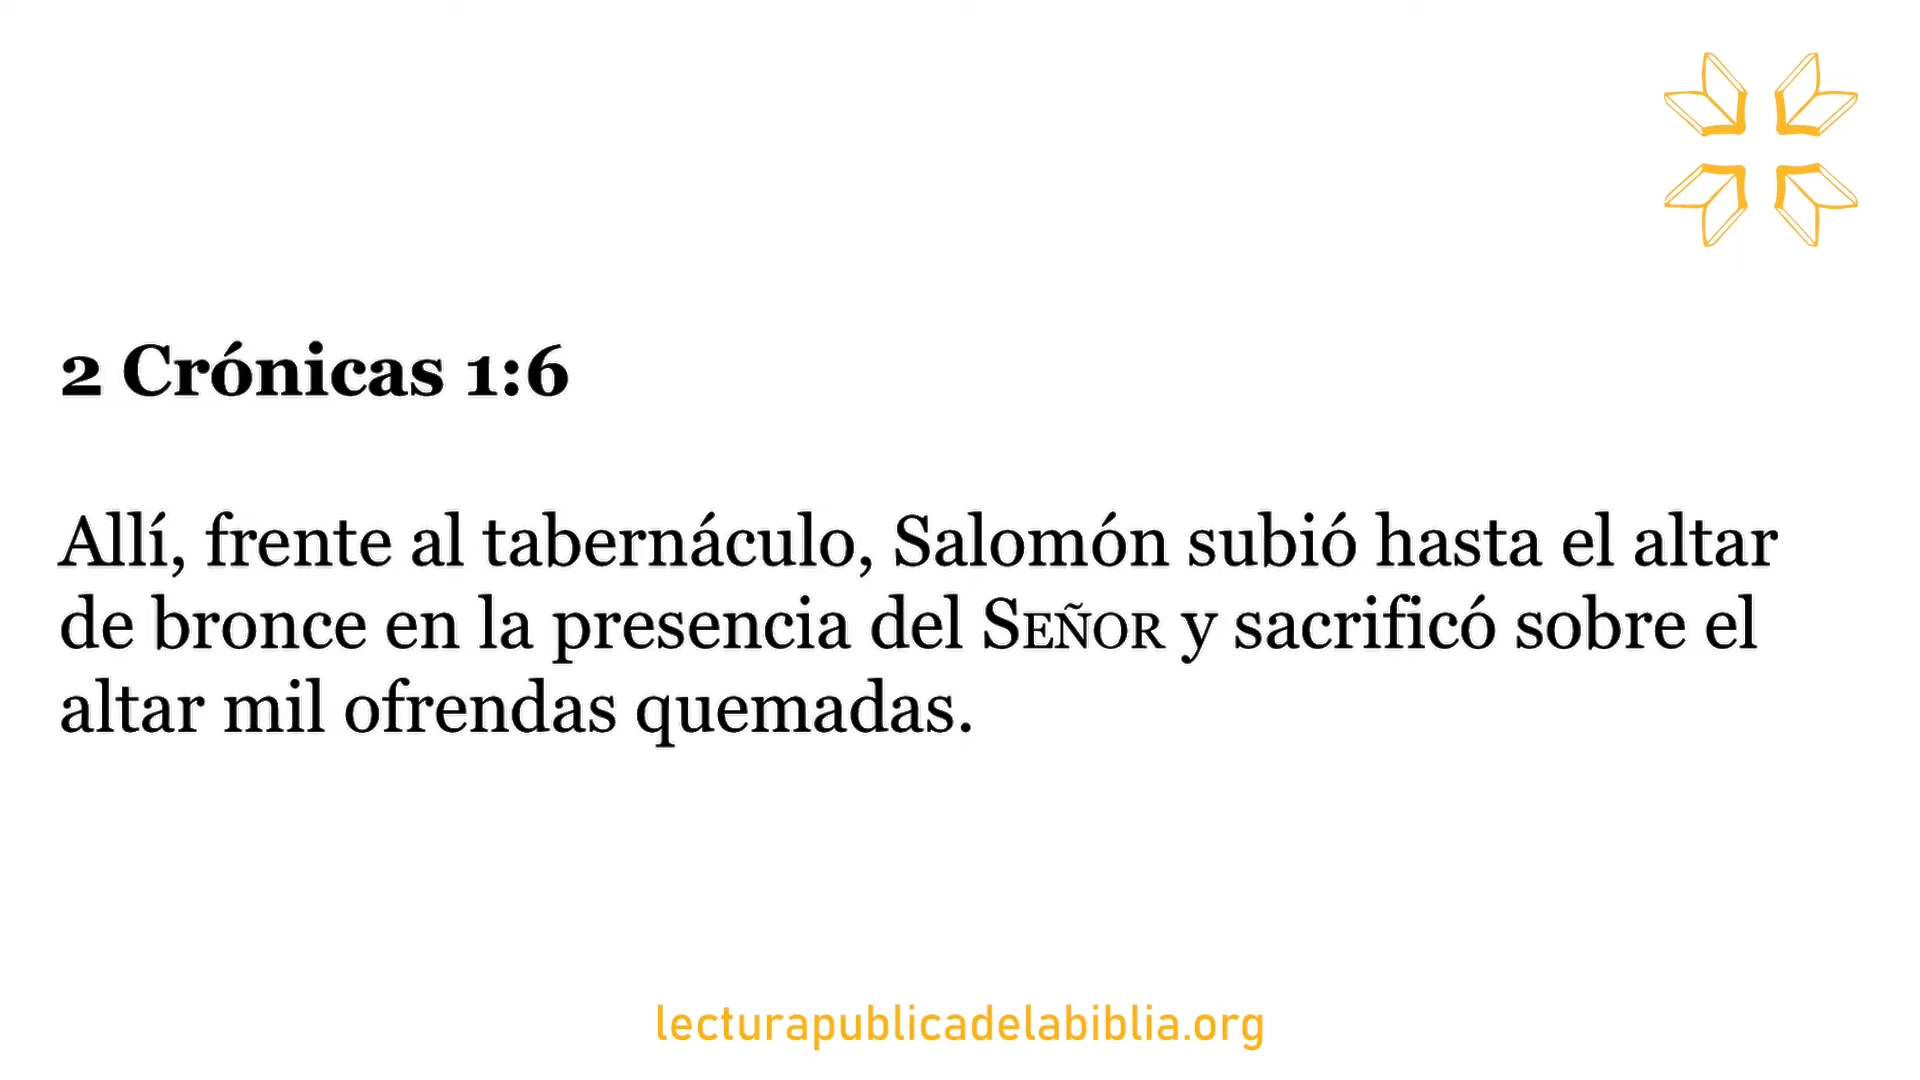 2 Crónicas 1:6
Allí, frente al tabernáculo, Salomón subió hasta el altar
de bronce en la presencia del SEÑOR y sacrificó sobre el
altar mil ofrendas quemadas.
lecturapublicadelabiblia.org